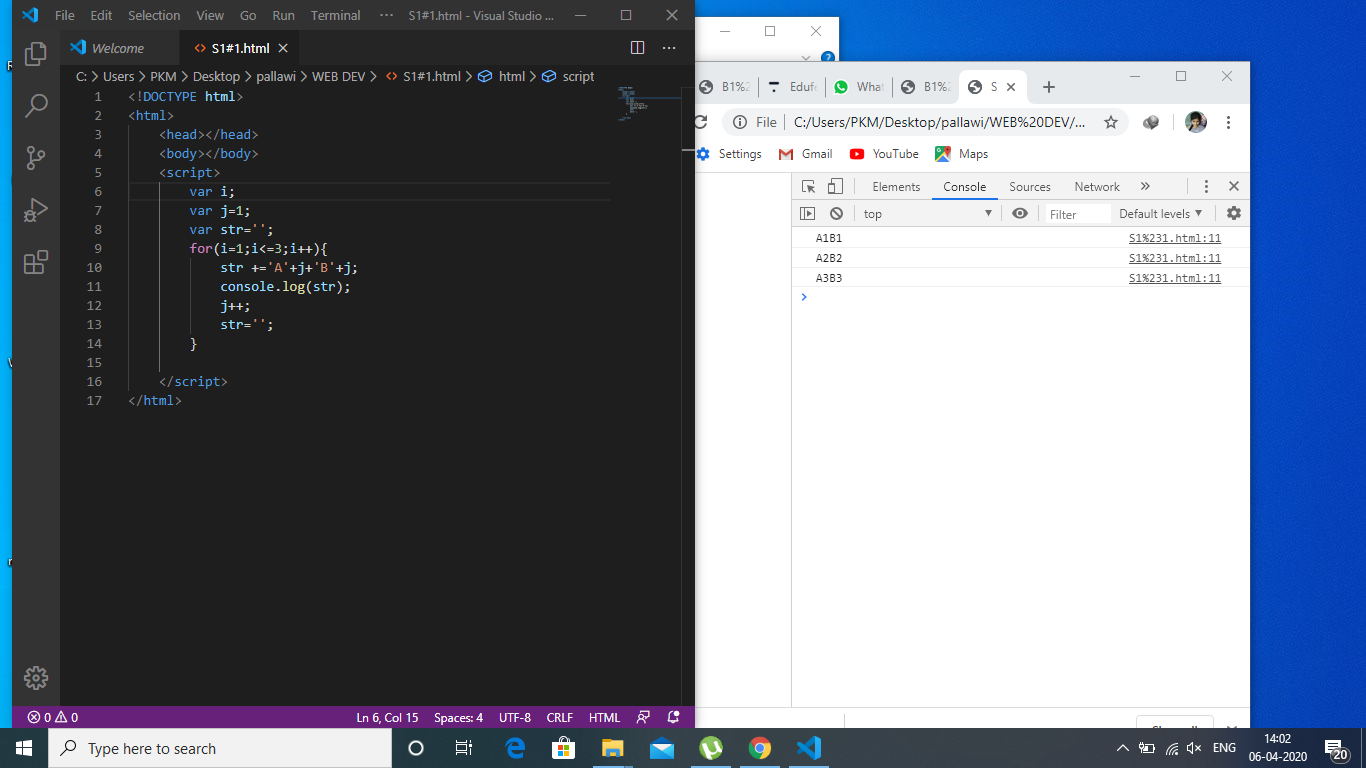 File Edit Selection View Go Run Terminal ··· S1#1.html - Visual Studio ...
Welcome S1#1.html
C: > Users > PKM > Desktop > pallawi > WEB DEV > S1#1.html > html > script
1 <!DOCTYPE html>
2 <html>
3 <head></head>
4 <body></body>
5 <script>
6 var i;
7 var j=1;
8 var str='';
9 for(i=1;i<=3;i++){
10 str +='A'+j+'B'+j;
11 console.log(str);
12 j++;
13 str='';
14 }
15
16 </script>
17 </html>
0 0 Ln 6, Col 15 Spaces: 4 UTF-8 CRLF HTML
B1%2 Edufe What B1%2 S
File C:/Users/PKM/Desktop/pallawi/WEB%20DEV/...
Settings Gmail YouTube Maps
Elements Console Sources Network »
top Filter Default levels
A1B1 S1%231.html:11
A2B2 S1%231.html:11
A3B3 S1%231.html:11
>
Type here to search
ENG 14:02
06-04-2020
20